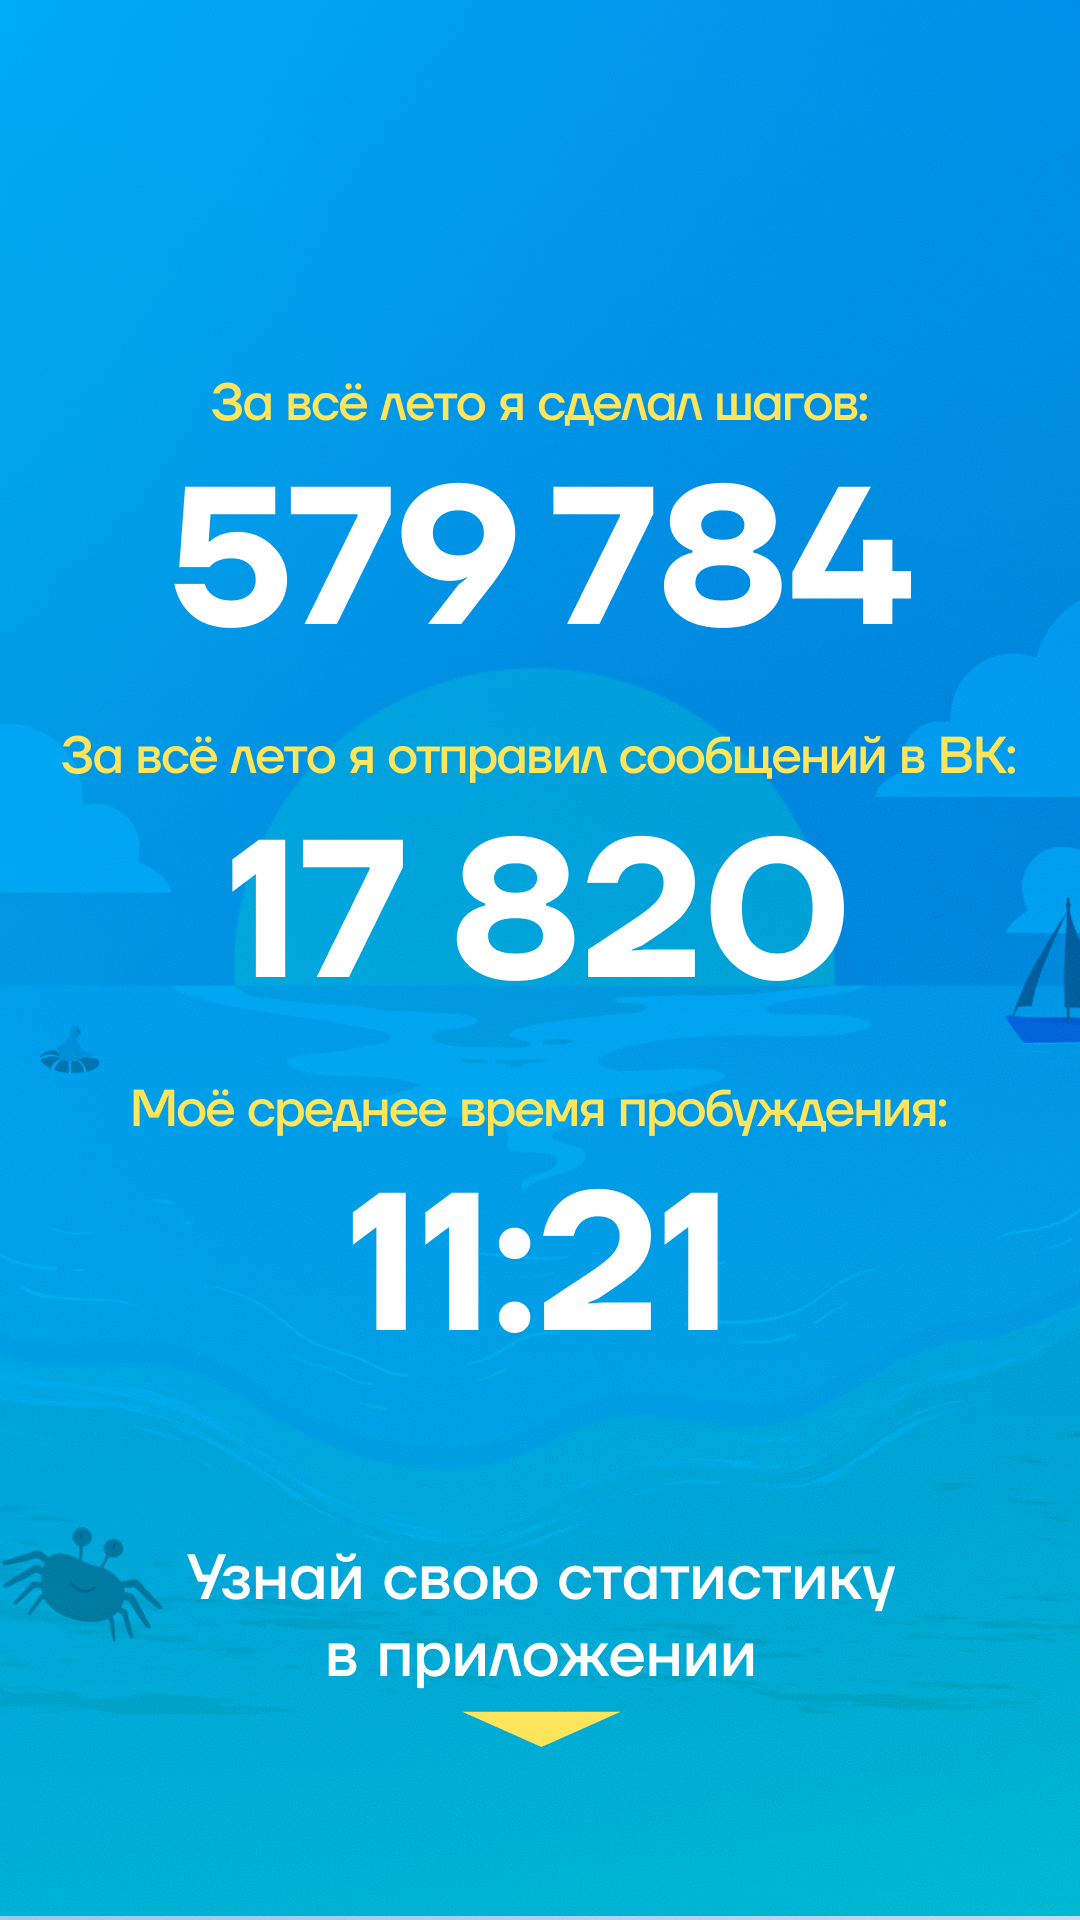 За всё лето я сделал шагов:
579 784
За всё лето я отправил сообщений в ВК:
17 820
Моё среднее время пробуждения:
11:21
Узнай свою статистику
в приложении